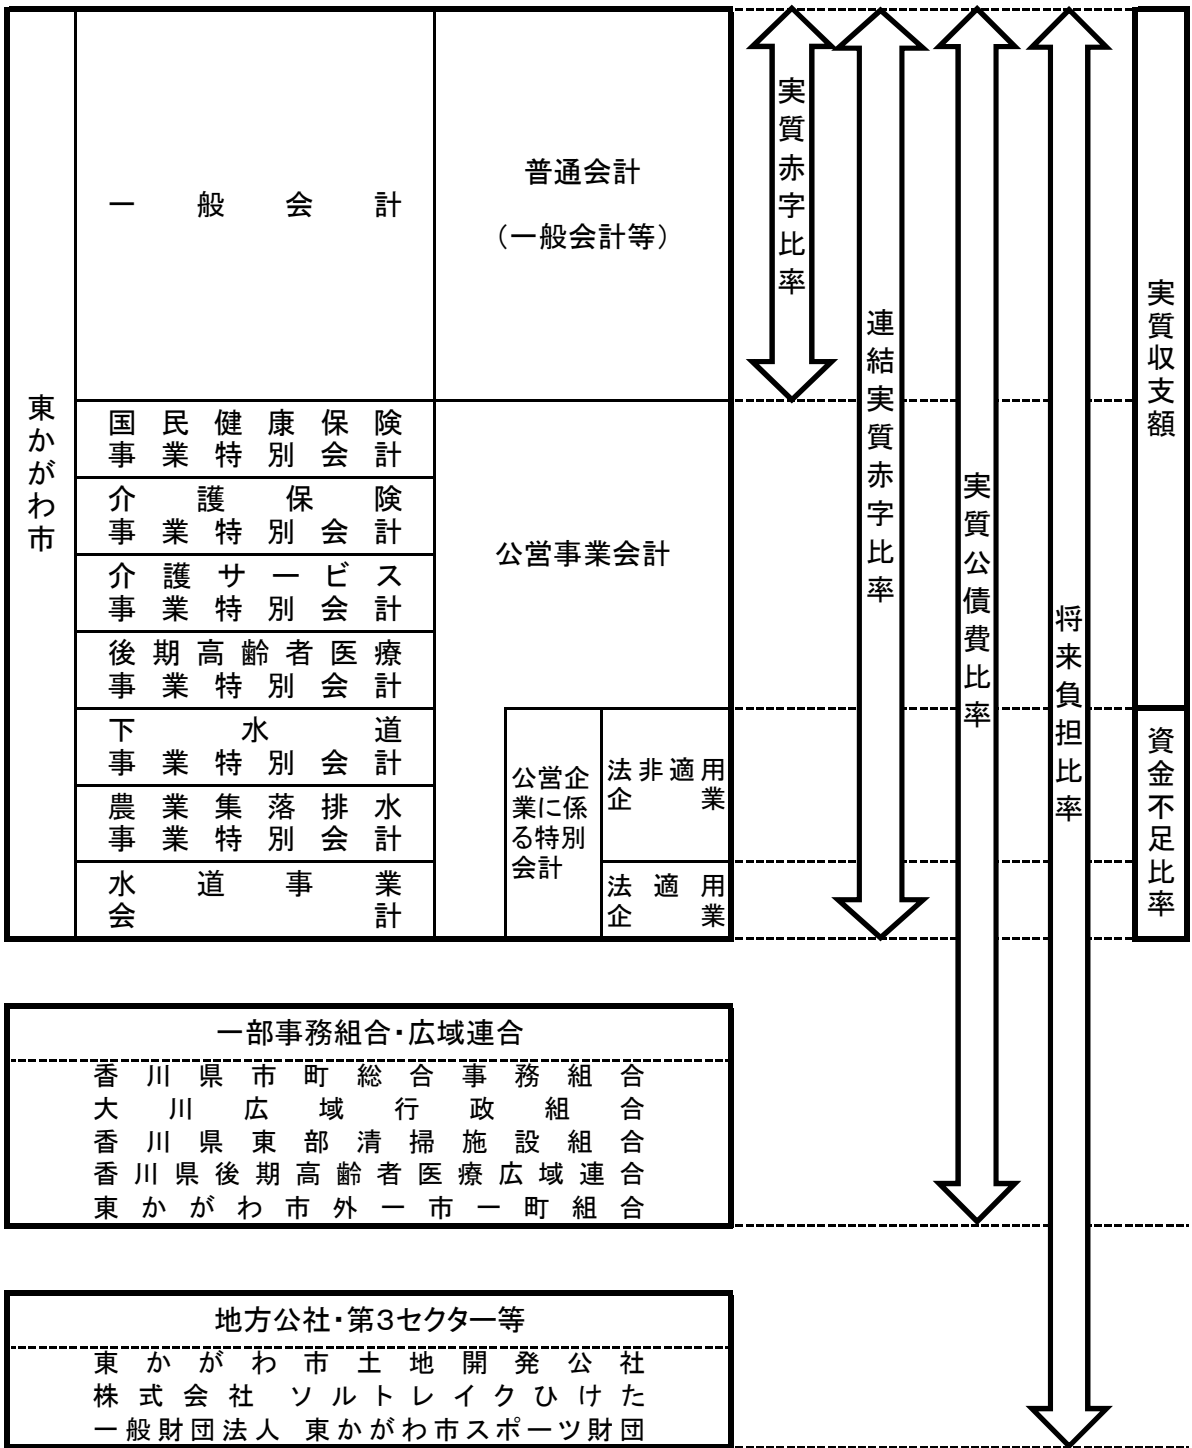 東かがわ市
一般会計
普通会計
（一般会計等）
国民健康保険
事業特別会計
介護保険
事業特別会計
介護サービス
事業特別会計
後期高齢者医療
事業特別会計
公営事業会計
下水道
事業特別会計
農業集落排水
事業特別会計
水道事業
会計
公営企
業に係
る特別
会計
法非適用
企業
法適用
企業
実質赤字比率
連結実質赤字比率
実質公債費比率
将来負担比率
実質収支額
資金不足比率
一部事務組合・広域連合
香川県市町総合事務組合
大川広域行政組合
香川県東部清掃施設組合
香川県後期高齢者医療広域連合
東かがわ市外一市一町組合
地方公社・第３セクター等
東かがわ市土地開発公社
株式会社 ソルトレイクひけた
一般財団法人 東かがわ市スポーツ財団